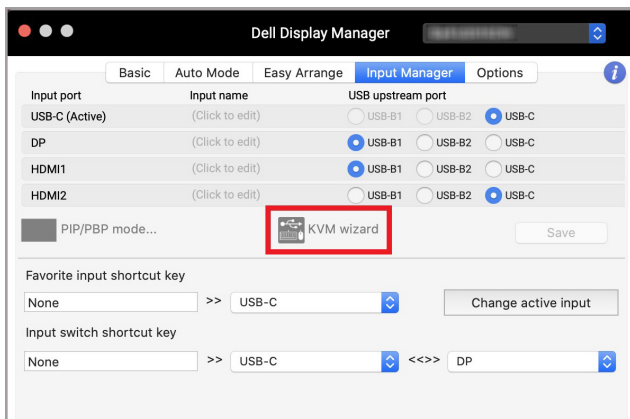 Dell Display Manager
Basic Auto Mode Easy Arrange Input Manager Options i
Input port Input name USB upstream port
USB-C (Active) (Click to edit) USB-B1 USB-B2 USB-C
DP (Click to edit) USB-B1 USB-B2 USB-C
HDMI1 (Click to edit) USB-B1 USB-B2 USB-C
HDMI2 (Click to edit) USB-B1 USB-B2 USB-C
PIP/PBP mode... KVM wizard Save
Favorite input shortcut key
None >> USB-C Change active input
Input switch shortcut key
None >> USB-C <<>> DP